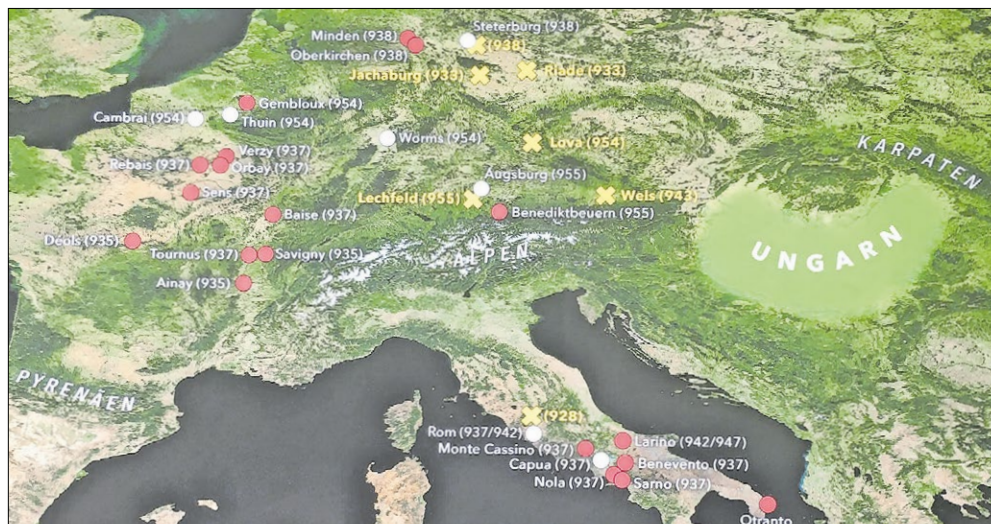 Steterburg (938)
Minden (938)
(938)
Oberkirchen (938)
Jachaburg (933)
Riade (933)
Gembloux (954)
Cambrai (954)
Thuin (954)
Worms (954)
Luva (954)
KARPATEN
Verzy (937)
Rebais (937)
Orbay (937)
Augsburg (955)
Sens (937)
Lechfeld (955)
Wels (943)
Baise (937)
Benediktbeuern (955)
Déols (935)
UNGARN
Tournus (937)
Savigny (935)
ALPEN
Ainay (935)
PYRENÄEN
(928)
Rom (937/942)
Larino (942/947)
Monte Cassino (937)
Capua (937)
Benevento (937)
Nola (937)
Sarno (937)
Otranto